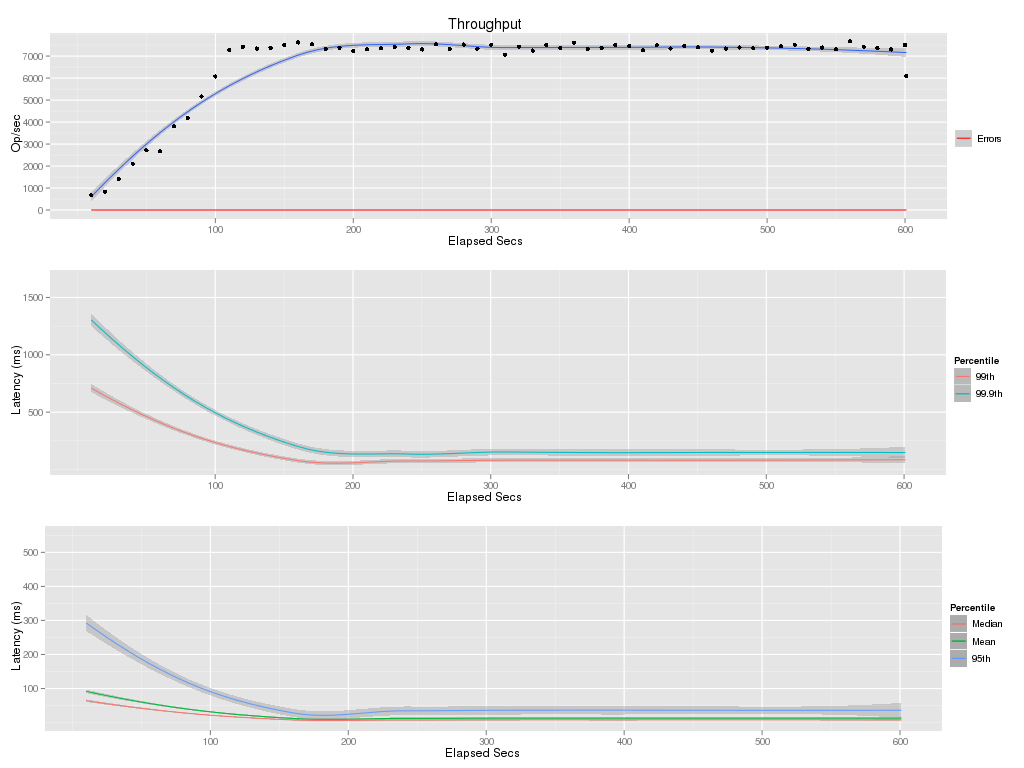 Throughput
7000
6000
5000
4000
3000
2000
1000
0
Op/sec
100 200 300 400 500 600
Elapsed Secs
Errors
1500
1000
500
Latency (ms)
100 200 300 400 500 600
Elapsed Secs
Percentile
99th
99.9th
500
400
300
200
100
Latency (ms)
100 200 300 400 500 600
Elapsed Secs
Percentile
Median
Mean
95th